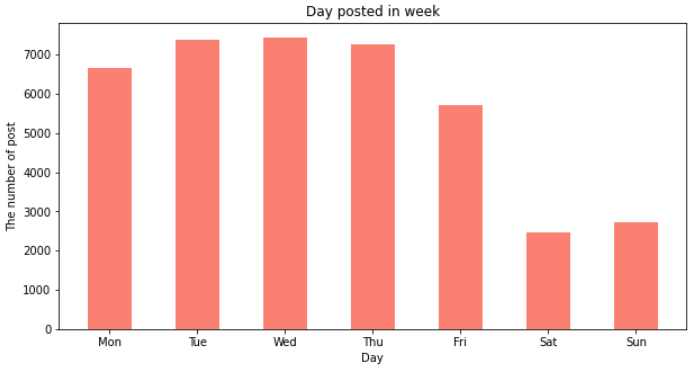 Day posted in week
The number of post
7000
6000
5000
4000
3000
2000
1000
0
Mon Tue Wed Thu Fri Sat Sun
Day